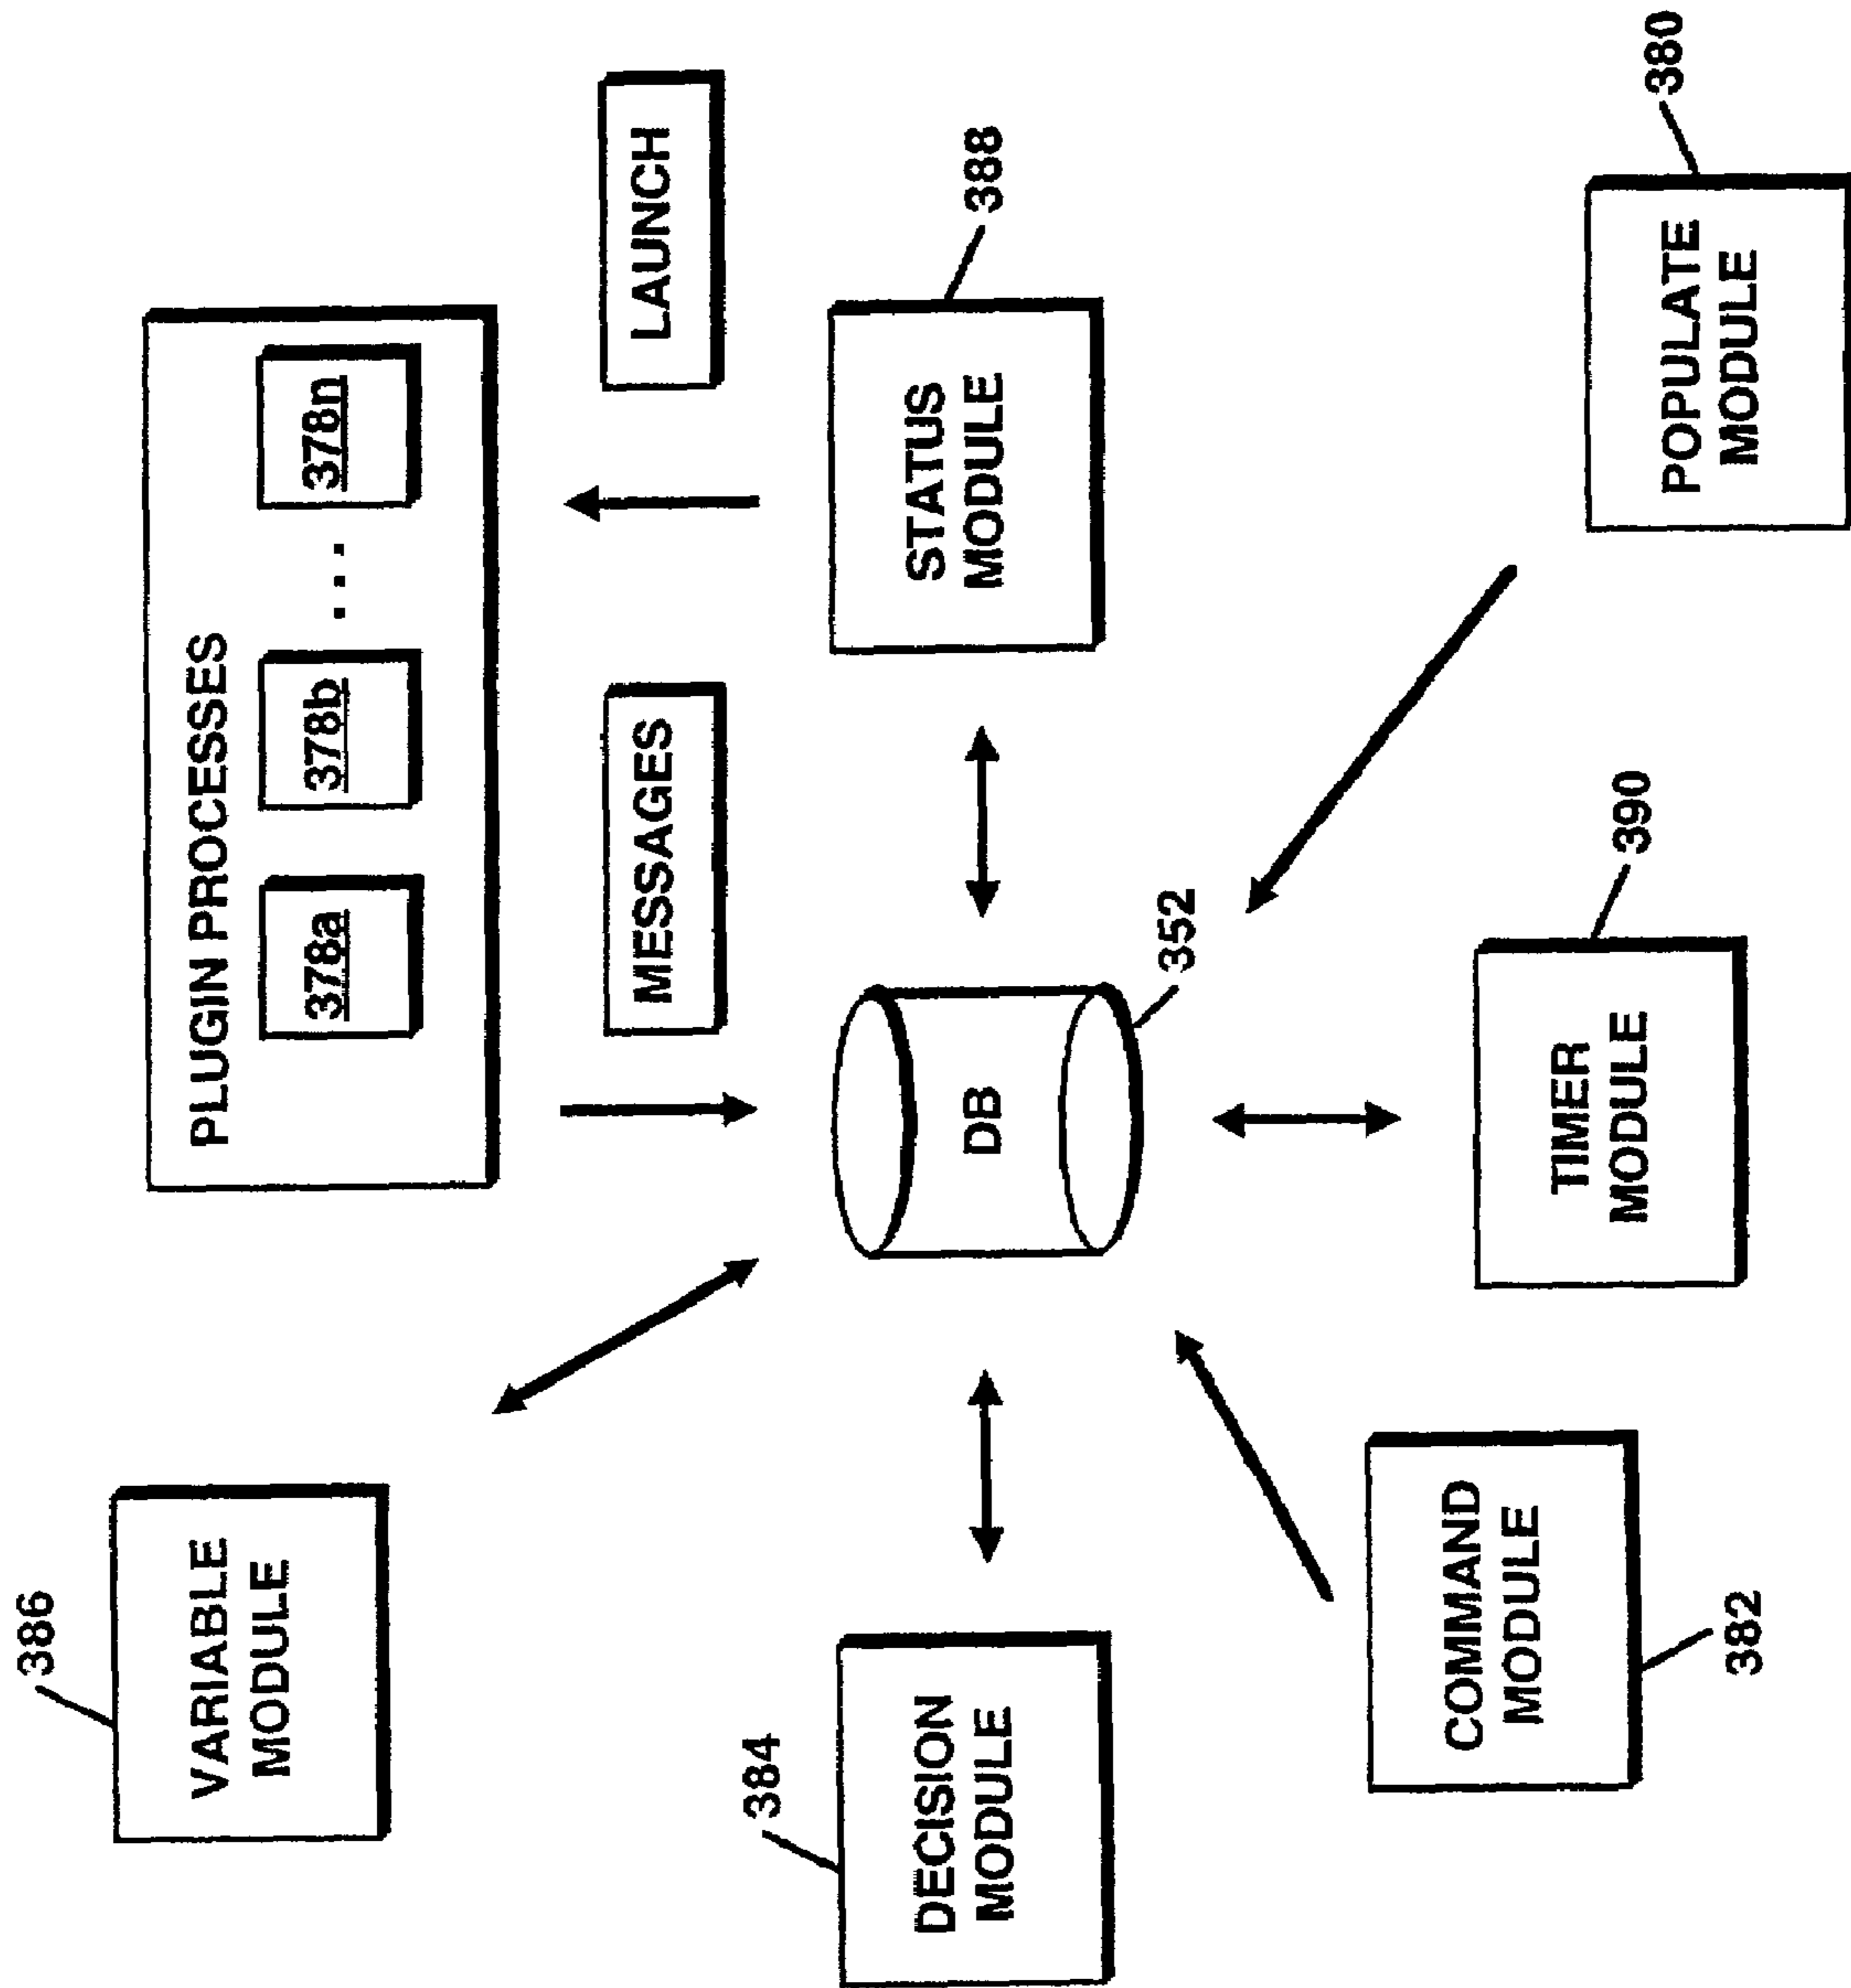 386
VARIABLE
MODULE
PLUGIN PROCESSES
378a
378b
...
378n
MESSAGES
LAUNCH
384
DECISION
MODULE
DB
352
STATUS
MODULE
388
COMMAND
MODULE
382
TIMER
MODULE
390
POPULATE
MODULE
380